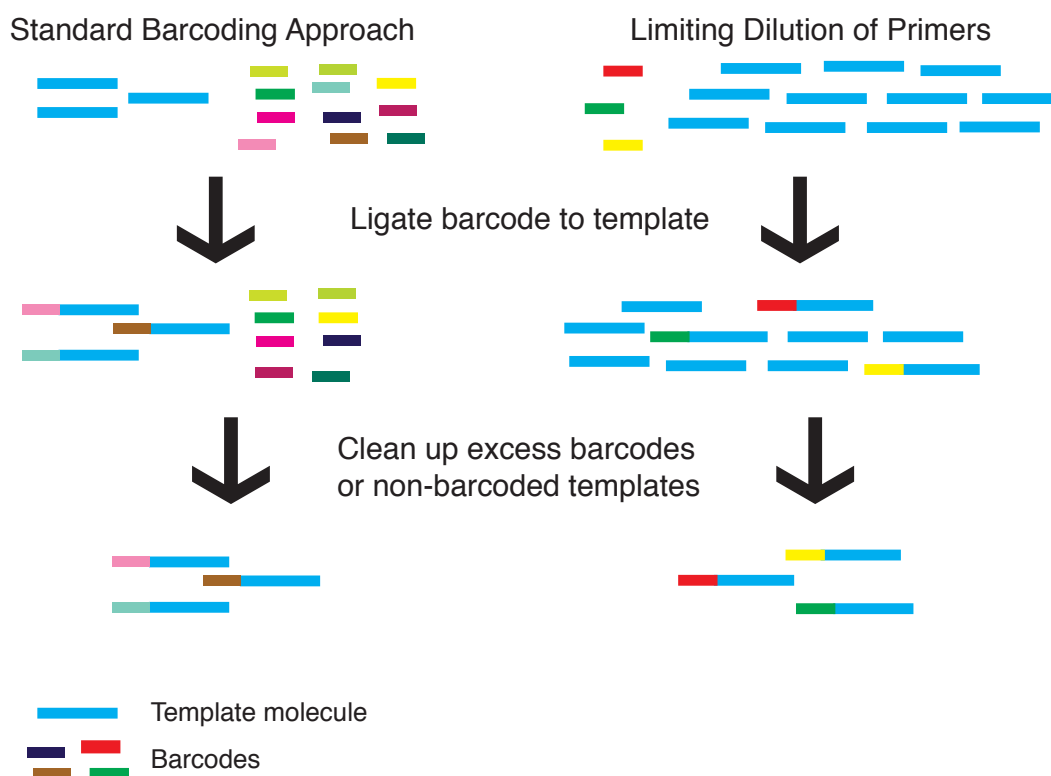 Standard Barcoding Approach
Limiting Dilution of Primers
Ligate barcode to template
Clean up excess barcodes
or non-barcoded templates
Template molecule
Barcodes